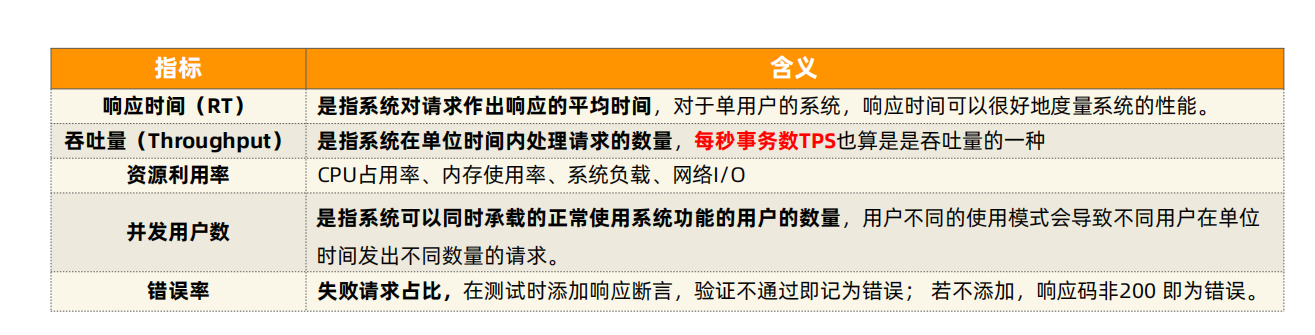 指标 含义
响应时间（RT） 是指系统对请求作出响应的平均时间，对于单用户的系统，响应时间可以很好地度量系统的性能。
吞吐量（Throughput） 是指系统在单位时间内处理请求的数量，每秒事务数TPS也算是是吞吐量的一种
资源利用率 CPU占用率、内存使用率、系统负载、网络I/O
并发用户数 是指系统可以同时承载的正常使用系统功能的用户的数量，用户不同的使用模式会导致不同用户在单位
时间发出不同数量的请求。
错误率 失败请求占比，在测试时添加响应断言，验证不通过即记为错误； 若不添加，响应码非200 即为错误。